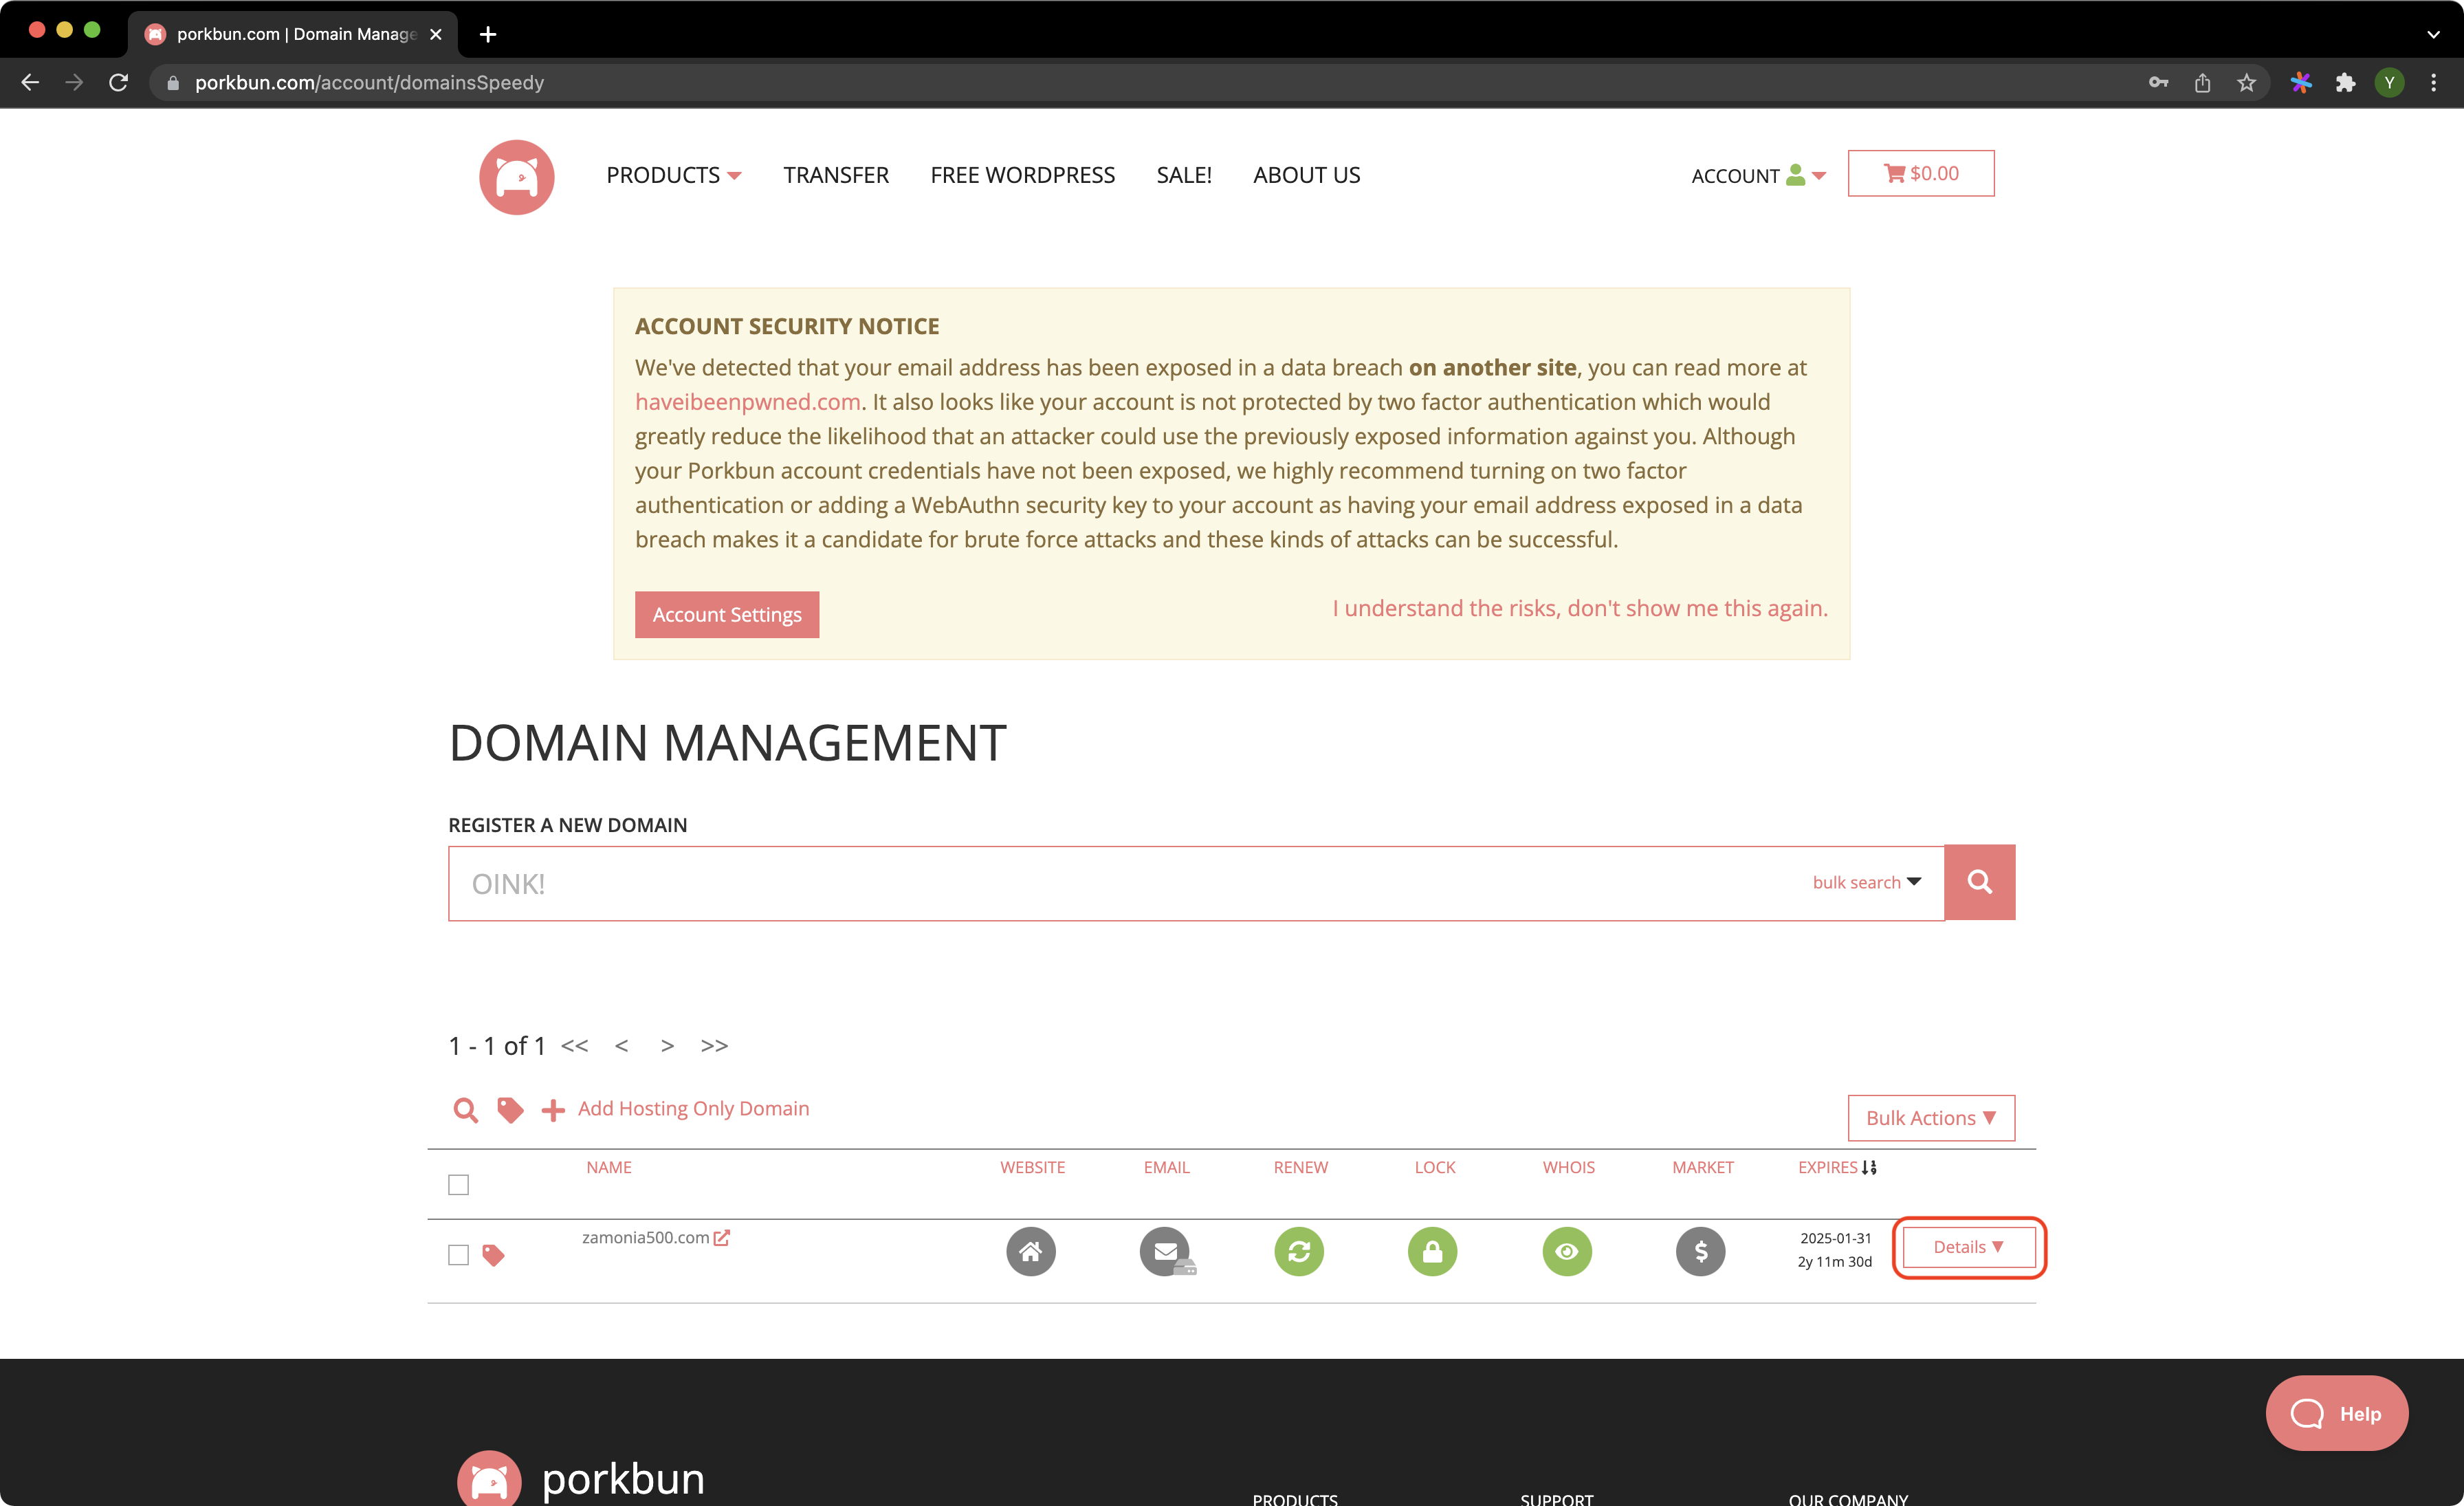 porkbun.com | Domain Manage
porkbun.com/account/domainsSpeedy
Y
PRODUCTS TRANSFER FREE WORDPRESS SALE! ABOUT US ACCOUNT $0.00
ACCOUNT SECURITY NOTICE
We've detected that your email address has been exposed in a data breach on another site, you can read more at
haveibeenpwned.com. It also looks like your account is not protected by two factor authentication which would
greatly reduce the likelihood that an attacker could use the previously exposed information against you. Although
your Porkbun account credentials have not been exposed, we highly recommend turning on two factor
authentication or adding a WebAuthn security key to your account as having your email address exposed in a data
breach makes it a candidate for brute force attacks and these kinds of attacks can be successful.
Account Settings I understand the risks, don't show me this again.
DOMAIN MANAGEMENT
REGISTER A NEW DOMAIN
OINK! bulk search
1 - 1 of 1 << < > >>
Add Hosting Only Domain Bulk Actions ▼
NAME WEBSITE EMAIL RENEW LOCK WHOIS MARKET EXPIRES
zamonia500.com $ 2025-01-31 Details ▼
2y 11m 30d
Help
porkbun
PRODUCTS SUPPORT OUR COMPANY